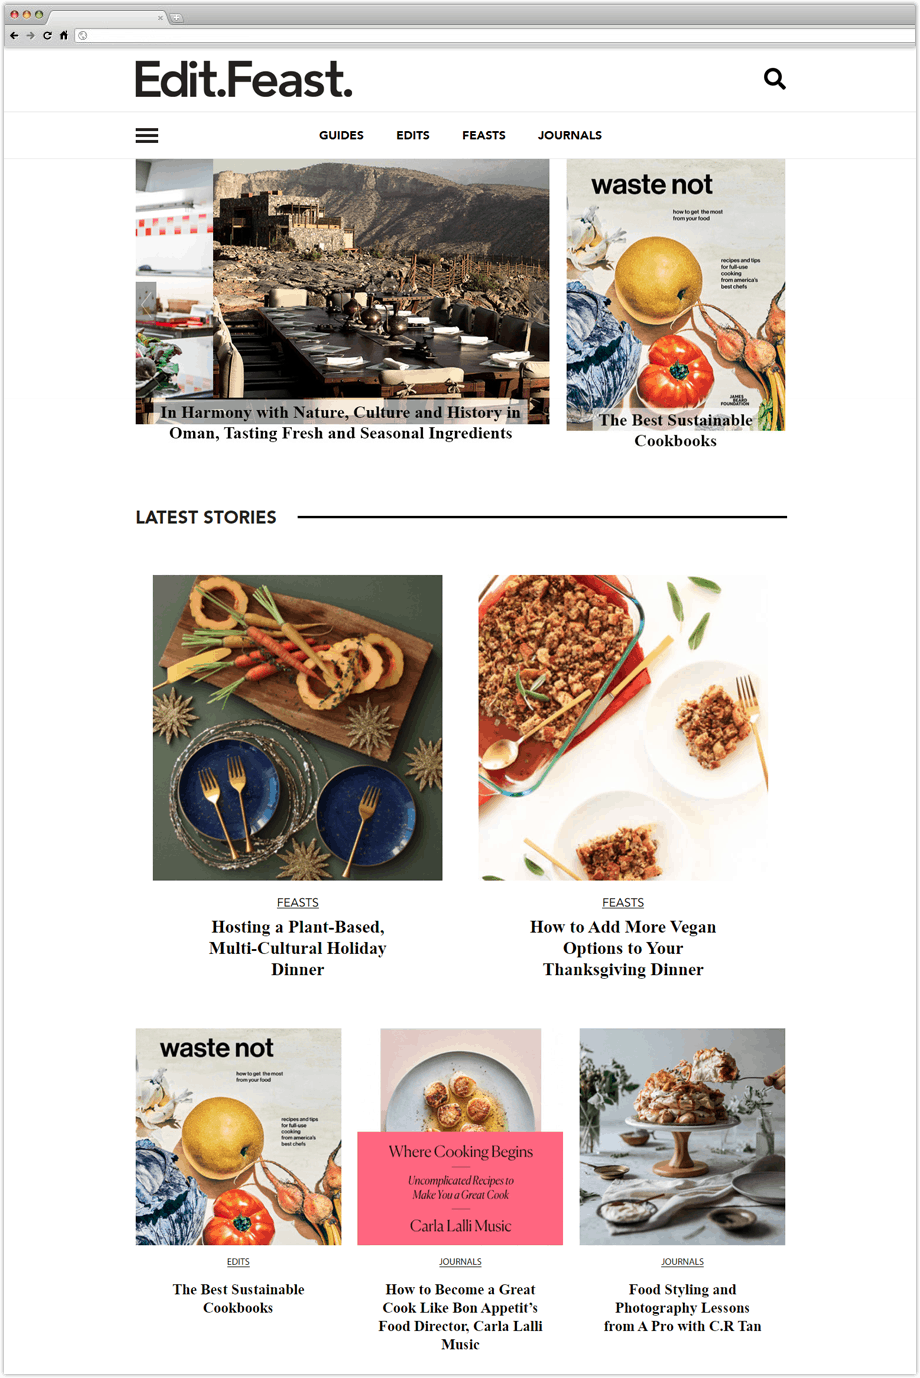 Edit.Feast.
GUIDES EDITS FEASTS JOURNALS
waste not
how to get the most
from your food
recipes and tips
for full-use
cooking
from america's
best chefs
JAMES
BEARD
FOUNDATION
In Harmony with Nature, Culture and History in
Oman, Tasting Fresh and Seasonal Ingredients
The Best Sustainable
Cookbooks
LATEST STORIES
FEASTS
Hosting a Plant-Based,
Multi-Cultural Holiday
Dinner
FEASTS
How to Add More Vegan
Options to Your
Thanksgiving Dinner
waste not
how to get the most
from your food
recipes and tips
for full-use
cooking
from america's
best chefs
EDITS
The Best Sustainable
Cookbooks
Where Cooking Begins
Uncomplicated Recipes to
Make You a Great Cook
Carla Lalli Music
JOURNALS
How to Become a Great
Cook Like Bon Appetit’s
Food Director, Carla Lalli
Music
JOURNALS
Food Styling and
Photography Lessons
from A Pro with C.R Tan